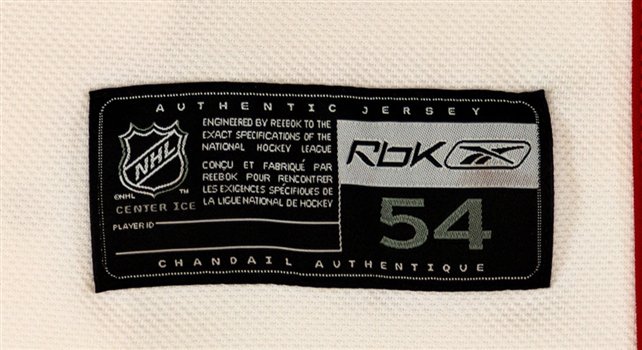 AUTHENTIC JERSEY
NHL
©NHL ™
CENTER ICE
ENGINEERED BY REEBOK TO THE
EXACT SPECIFICATIONS OF THE
NATIONAL HOCKEY LEAGUE
CONÇU ET FABRIQUÉ PAR
REEBOK POUR RENCONTRER
LES EXIGENCES SPÉCIFIQUES DE
LA LIGUE NATIONAL DE HOCKEY
PLAYER ID
RbK
54
CHANDAIL AUTHENTIQUE